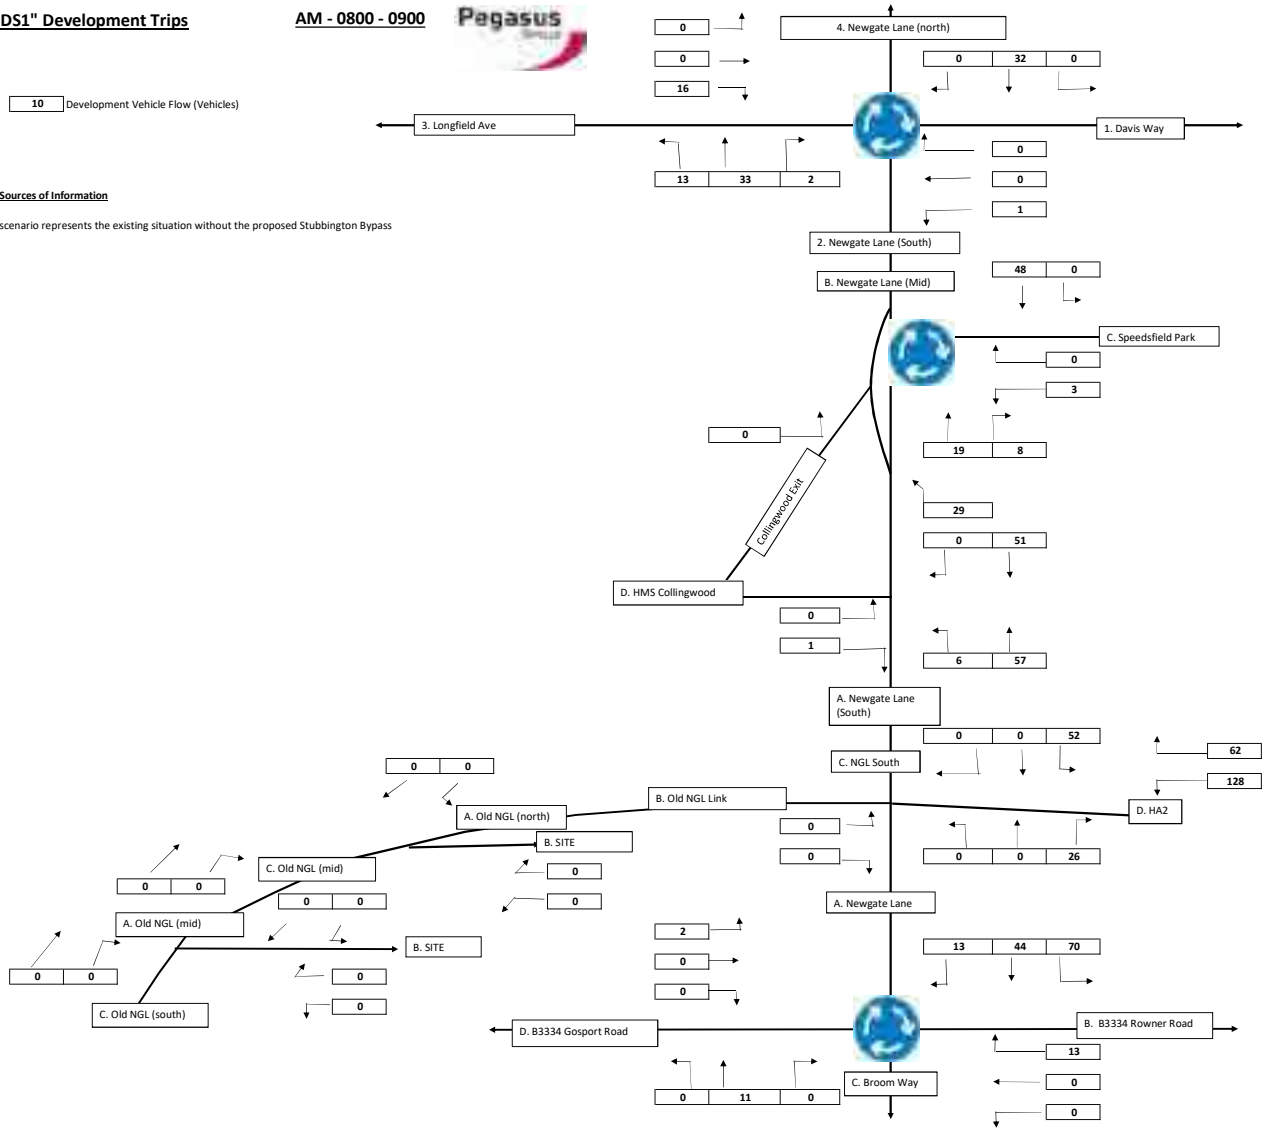 DS1" Development Trips
AM - 0800 - 0900
Pegasus
GROUP
0
4. Newgate Lane (north)
0
0 32 0
16
10 Development Vehicle Flow (Vehicles)
3. Longfield Ave
1. Davis Way
0
13 33 2
0
Sources of Information
1
scenario represents the existing situation without the proposed Stubbington Bypass
2. Newgate Lane (South)
B. Newgate Lane (Mid)
48 0
C. Speedsfield Park
0
3
0
19 8
Collingwood Exit
29
0 51
D. HMS Collingwood
0
1
6 57
A. Newgate Lane
(South)
0 0 52
62
C. NGL South
0 0
128
B. Old NGL Link
A. Old NGL (north)
D. HA2
0
B. SITE
0
0 0 26
C. Old NGL (mid)
0
0 0
0 0
0
A. Newgate Lane
A. Old NGL (mid)
2
B. SITE
13 44 70
0
0 0
0
0
0
C. Old NGL (south)
D. B3334 Gosport Road
B. B3334 Rowner Road
13
C. Broom Way
0
0 11 0
0